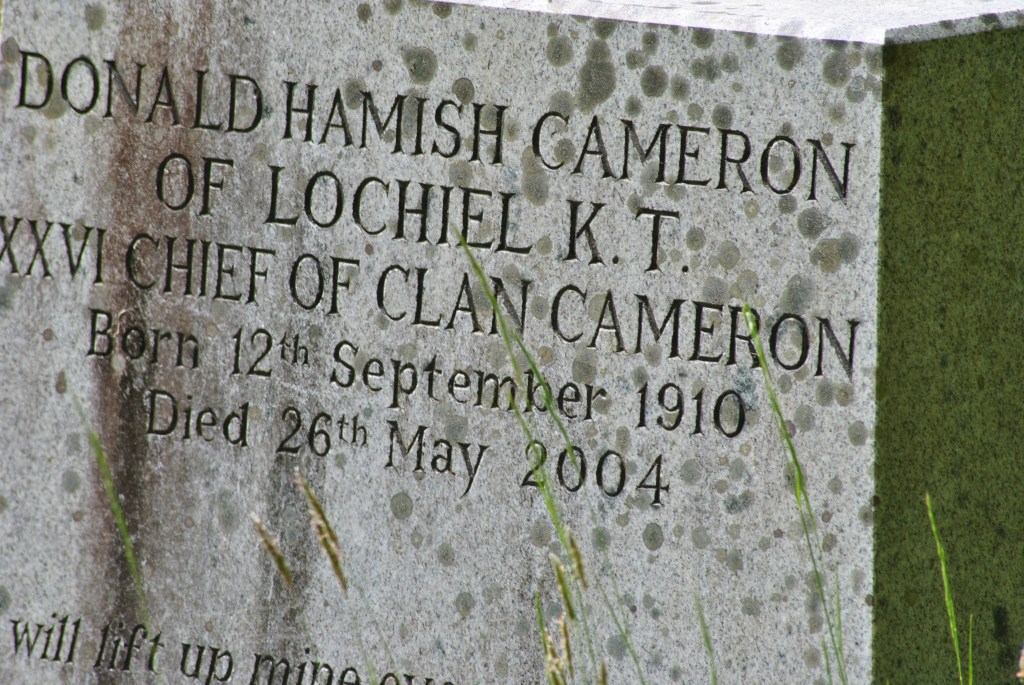 DONALD HAMISH CAMERON
OF LOCHIEL K.T.
XXVI CHIEF OF CLAN CAMERON
Born 12th September 1910
Died 26th May 2004
will lift up mine